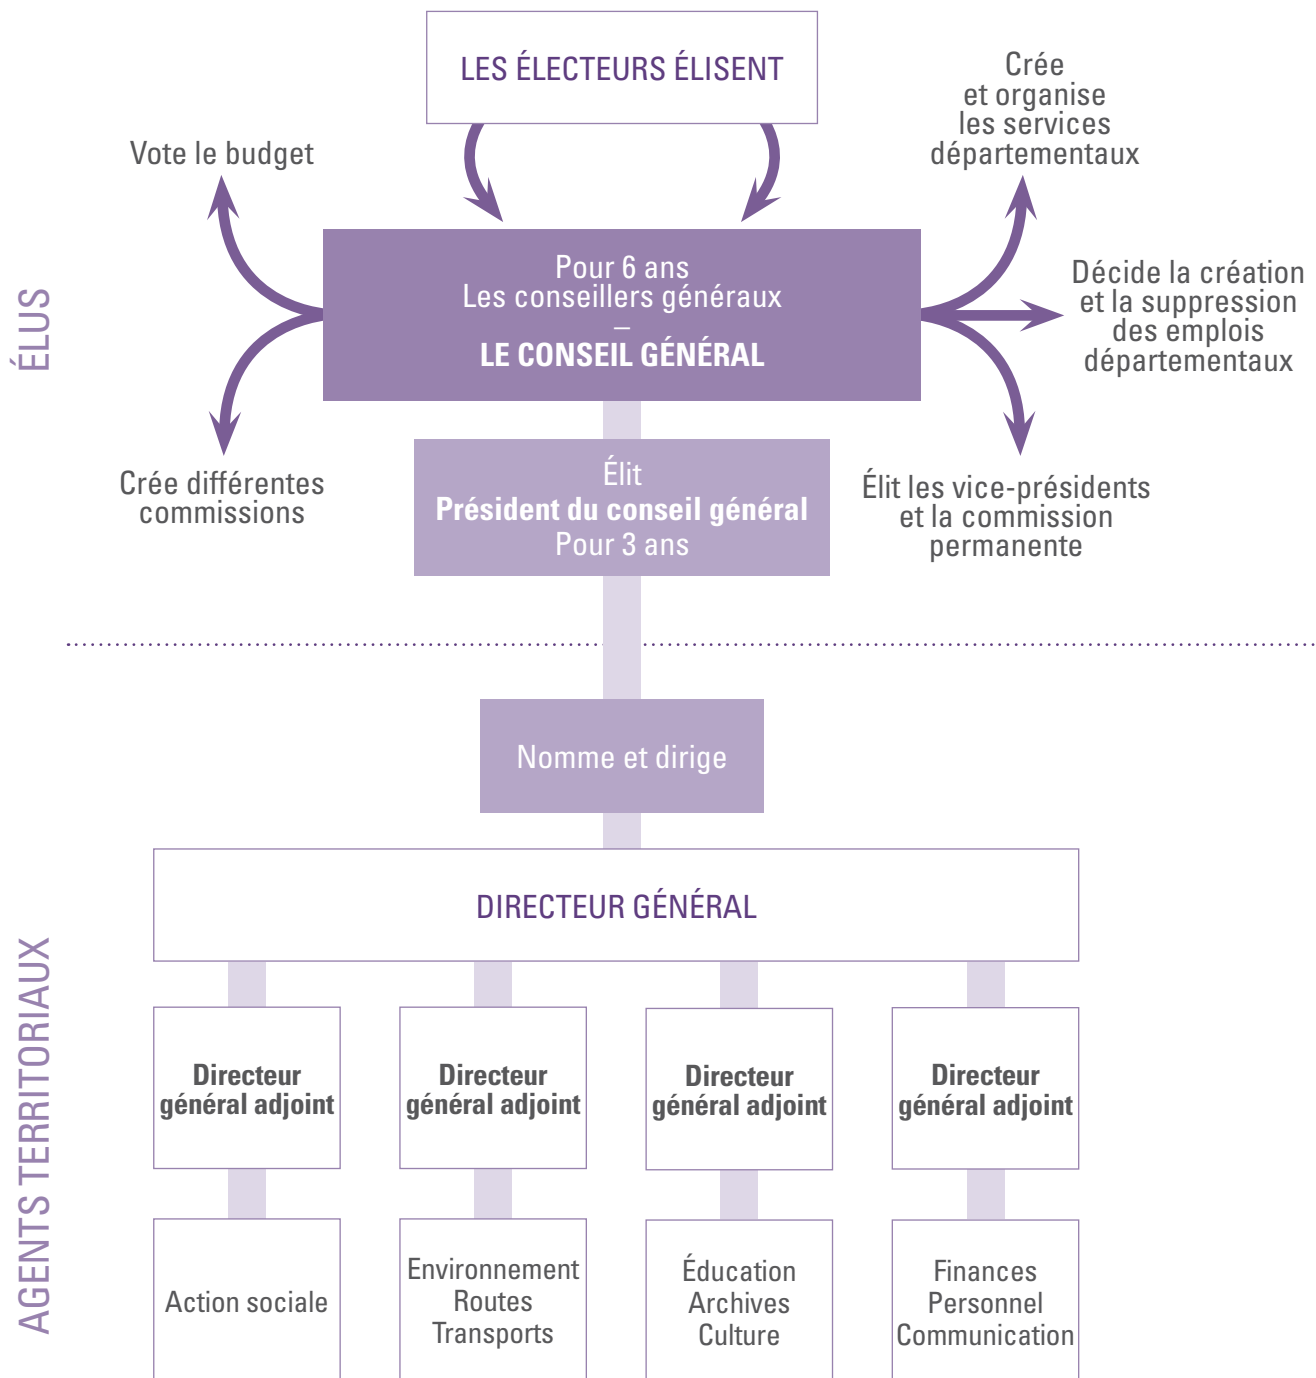 LES ÉLECTEURS ÉLISENT
Crée
et organise
les services
départementaux
Vote le budget
ÉLUS
Pour 6 ans
Les conseillers généraux
–
LE CONSEIL GÉNÉRAL
Décide la création
et la suppression
des emplois
départementaux
Crée différentes
commissions
Élit
Président du conseil général
Pour 3 ans
Élit les vice-présidents
et la commission
permanente
Nomme et dirige
AGENTS TERRITORIAUX
DIRECTEUR GÉNÉRAL
Directeur
général adjoint
Directeur
général adjoint
Directeur
général adjoint
Directeur
général adjoint
Action sociale
Environnement
Routes
Transports
Éducation
Archives
Culture
Finances
Personnel
Communication